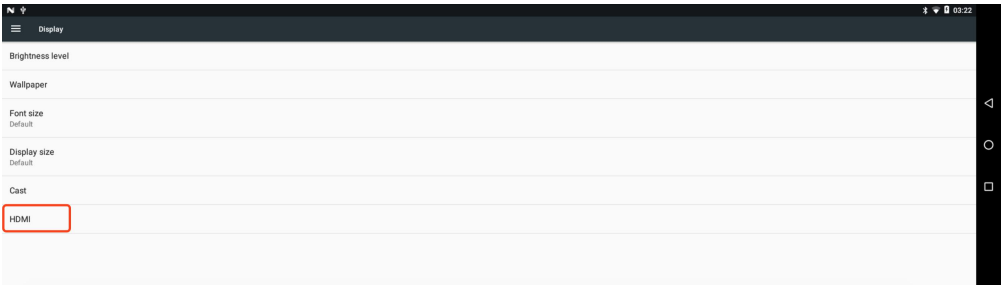 03:22
Display
Brightness level
Wallpaper
Font size
Default
Display size
Default
Cast
HDMI